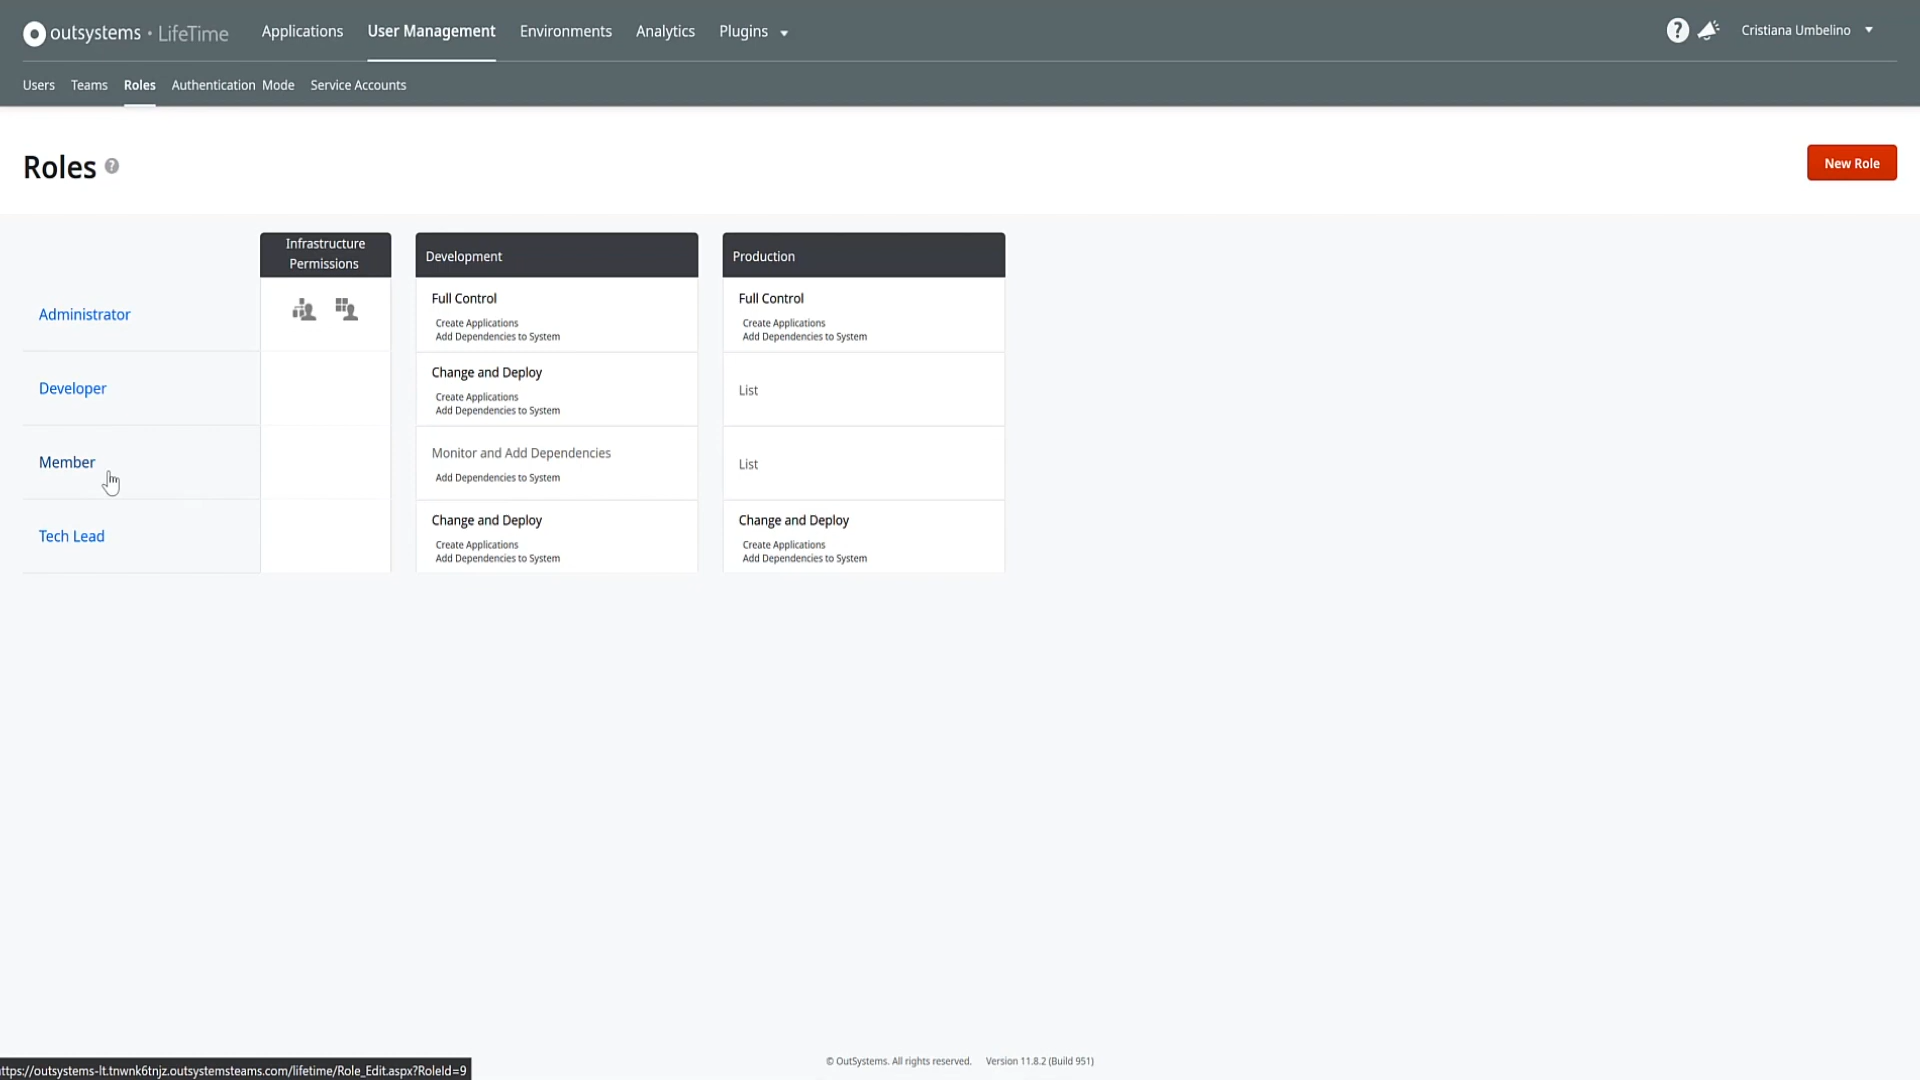 outsystems • LifeTime
Applications
User Management
Environments
Analytics
Plugins
?
Cristiana Umbelino
Users
Teams
Roles
Authentication Mode
Service Accounts
Roles ?
New Role
Infrastructure
Permissions
Development
Production
Administrator
Full Control
Create Applications
Add Dependencies to System
Full Control
Create Applications
Add Dependencies to System
Developer
Change and Deploy
Create Applications
Add Dependencies to System
List
Member
Monitor and Add Dependencies
Add Dependencies to System
List
Tech Lead
Change and Deploy
Create Applications
Add Dependencies to System
Change and Deploy
Create Applications
Add Dependencies to System
© OutSystems. All rights reserved. Version 11.8.2 (Build 951)
ttps://outsystems-lt.tnwnk6tnjz.outsystemsteams.com/lifetime/Role_Edit.aspx?RoleId=9